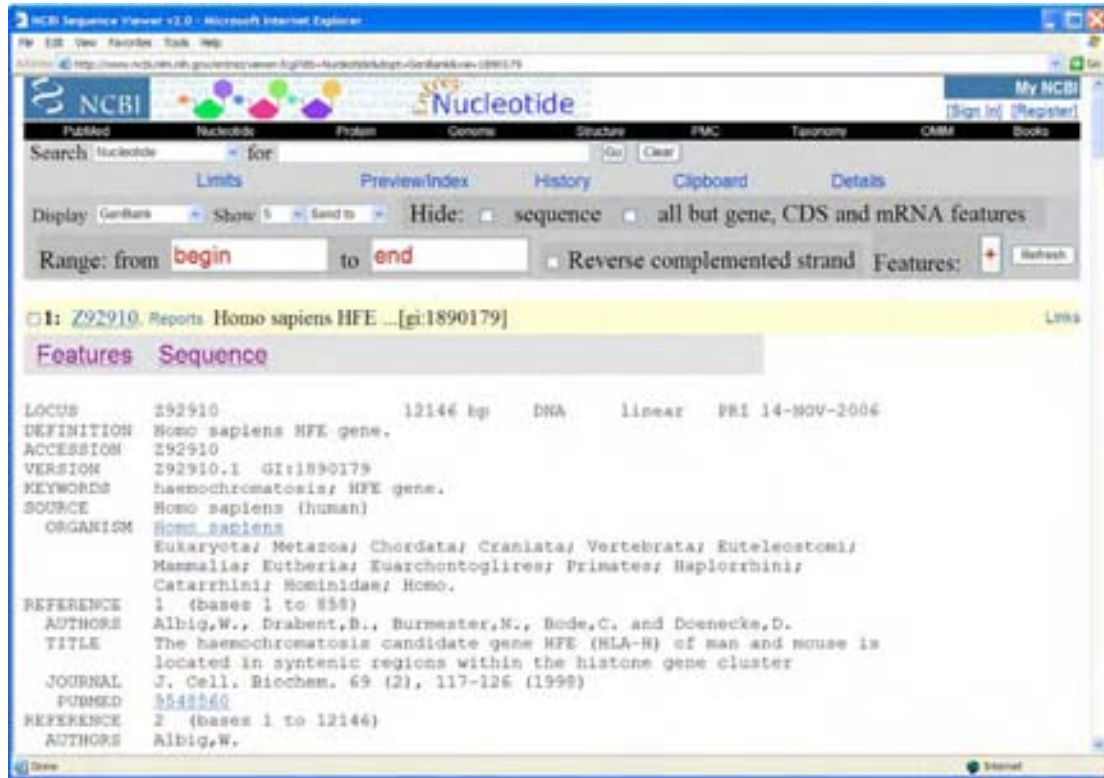 NCBI Sequence Viewer v2.0 - Microsoft Internet Explorer
File Edit View Favorites Tools Help
NCBI Nucleotide My NCBI
[Sign In] [Register]
PubMed Nucleotide Protein Genome Structure PMC Taxonomy OMIM Books
Search Nucleotide for Go Clear
Limits Preview/Index History Clipboard Details
Display GenBank Show 5 Send to Hide: sequence all but gene, CDS and mRNA features
Range: from begin to end Reverse complemented strand Features: + Refresh
1: Z92910. Reports Homo sapiens HFE ...[gi:1890179] Links
Features Sequence
LOCUS Z92910 12146 bp DNA linear PRI 14-NOV-2006
DEFINITION Homo sapiens HFE gene.
ACCESSION Z92910
VERSION Z92910.1 GI:1890179
KEYWORDS haemochromatosis; HFE gene.
SOURCE Homo sapiens (human)
ORGANISM Homo sapiens
Eukaryota; Metazoa; Chordata; Craniata; Vertebrata; Euteleostomi;
Mammalia; Eutheria; Euarchontoglires; Primates; Haplorrhini;
Catarrhini; Hominidae; Homo.
REFERENCE 1 (bases 1 to 858)
AUTHORS Albig,W., Drabent,B., Burmester,N., Bode,C. and Doenecke,D.
TITLE The haemochromatosis candidate gene HFE (HLA-H) of man and mouse is
located in syntenic regions within the histone gene cluster
JOURNAL J. Cell. Biochem. 69 (2), 117-126 (1998)
PUBMED 9548560
REFERENCE 2 (bases 1 to 12146)
AUTHORS Albig,W.
Done Internet